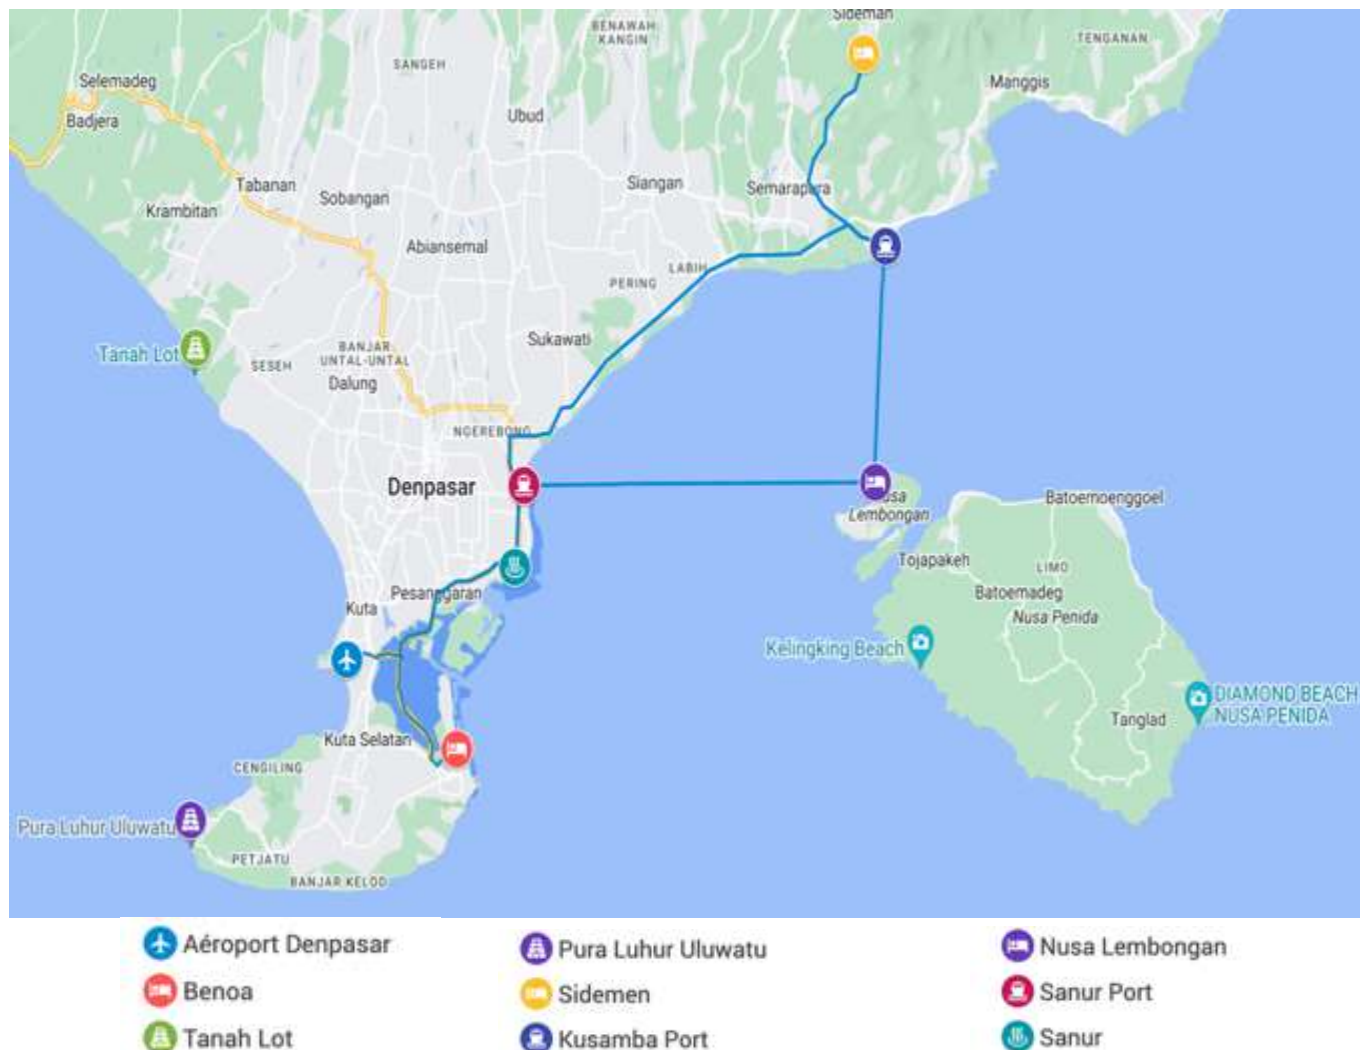 Sideman
BENAWAH
KANGIN
TENGANAN
SANGEH
Selemadeg
Manggis
Badjera
Ubud
Tabanan
Siangan
Semarapura
Sobangan
Krambitan
Abiansemal
LABIH
PERING
Sukawati
Tanah Lot
BANJAR
UNTAL-UNTAL
SESEH
Dalung
NGEREBONG
Denpasar
Nusa
Lembongan
Batoemoenggoel
Tojapakeh
LIMO
Pesanggaran
Batoemadeg
Kuta
Nusa Penida
Kelingking Beach
DIAMOND BEACH
NUSA PENIDA
Tanglad
Kuta Selatan
CENGILING
Pura Luhur Uluwatu
PETJATU
BANJAR KELOD
Aéroport Denpasar
Benoa
Tanah Lot
Pura Luhur Uluwatu
Sidemen
Kusamba Port
Nusa Lembongan
Sanur Port
Sanur